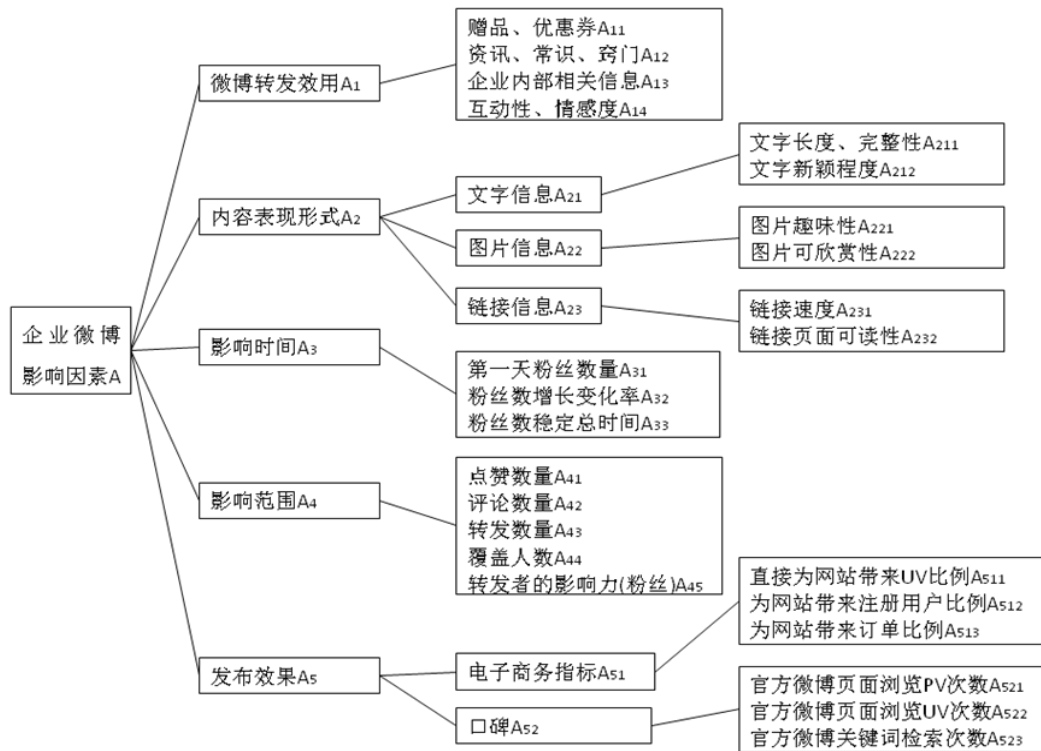 企业微博
影响因素A
微博转发效用A1
赠品、优惠券A11
资讯、常识、窍门A12
企业内部相关信息A13
互动性、情感度A14
内容表现形式A2
文字信息A21
文字长度、完整性A211
文字新颖程度A212
图片信息A22
图片趣味性A221
图片可欣赏性A222
链接信息A23
链接速度A231
链接页面可读性A232
影响时间A3
第一天粉丝数量A31
粉丝数增长变化率A32
粉丝数稳定总时间A33
影响范围A4
点赞数量A41
评论数量A42
转发数量A43
覆盖人数A44
转发者的影响力(粉丝)A45
发布效果A5
电子商务指标A51
直接为网站带来UV比例A511
为网站带来注册用户比例A512
为网站带来订单比例A513
口碑A52
官方微博页面浏览PV次数A521
官方微博页面浏览UV次数A522
官方微博关键词检索次数A523